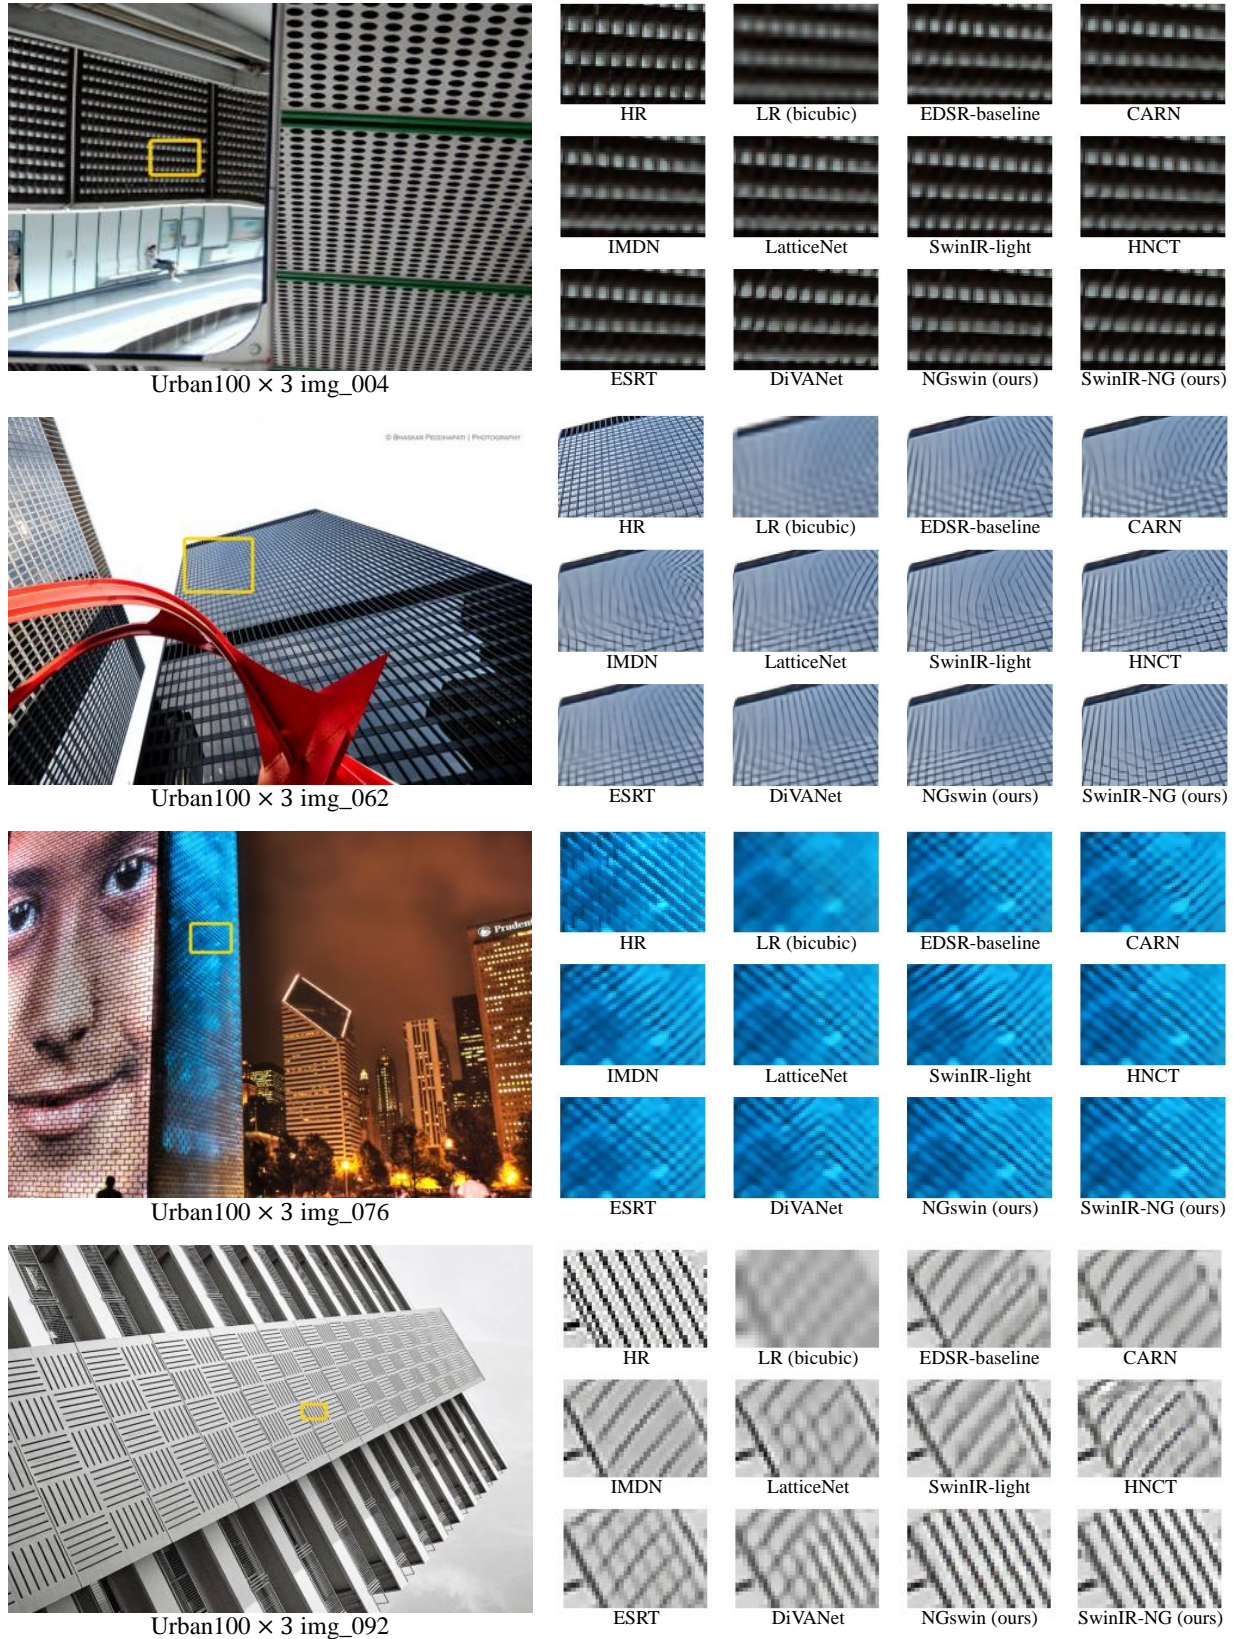 HR LR (bicubic) EDSR-baseline CARN
IMDN LatticeNet SwinIR-light HNCT
ESRT DiVANet NGswin (ours) SwinIR-NG (ours)
Urban100 × 3 img_004
© BHASKAR PEDDHAPATI | PHOTOGRAPHY
HR LR (bicubic) EDSR-baseline CARN
IMDN LatticeNet SwinIR-light HNCT
ESRT DiVANet NGswin (ours) SwinIR-NG (ours)
Urban100 × 3 img_062
Pruden
HR LR (bicubic) EDSR-baseline CARN
IMDN LatticeNet SwinIR-light HNCT
ESRT DiVANet NGswin (ours) SwinIR-NG (ours)
Urban100 × 3 img_076
HR LR (bicubic) EDSR-baseline CARN
IMDN LatticeNet SwinIR-light HNCT
ESRT DiVANet NGswin (ours) SwinIR-NG (ours)
Urban100 × 3 img_092